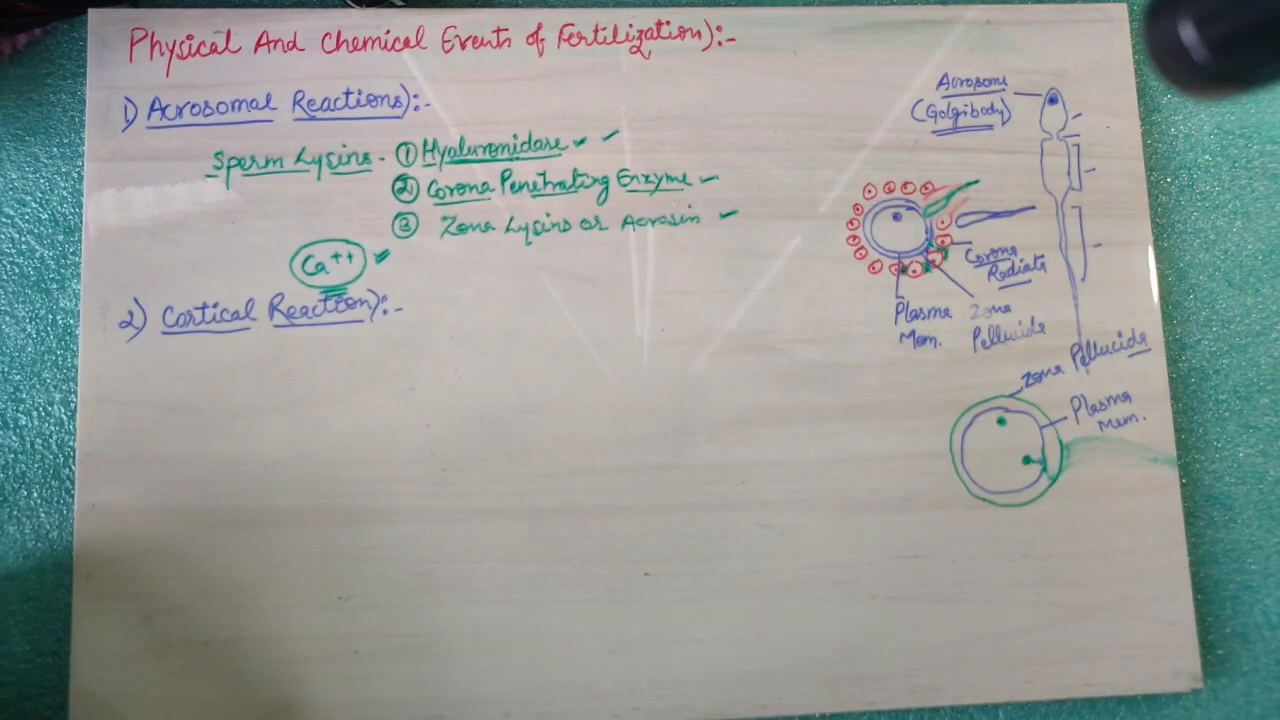 Physical And Chemical Events of Fertilization):-
1) Acrosomal Reactions):-
Sperm Lysins - ① Hyaluronidase
② Corona Penetrating Enzyme
③ Zona Lysins or Acrosin
Ca++
2) Cortical Reaction):-
Acrosome
(Golgibody)
Corona
Radiata
Plasma
Mem.
Zona
Pellucida
Zona Pellucida
Plasma
Mem.